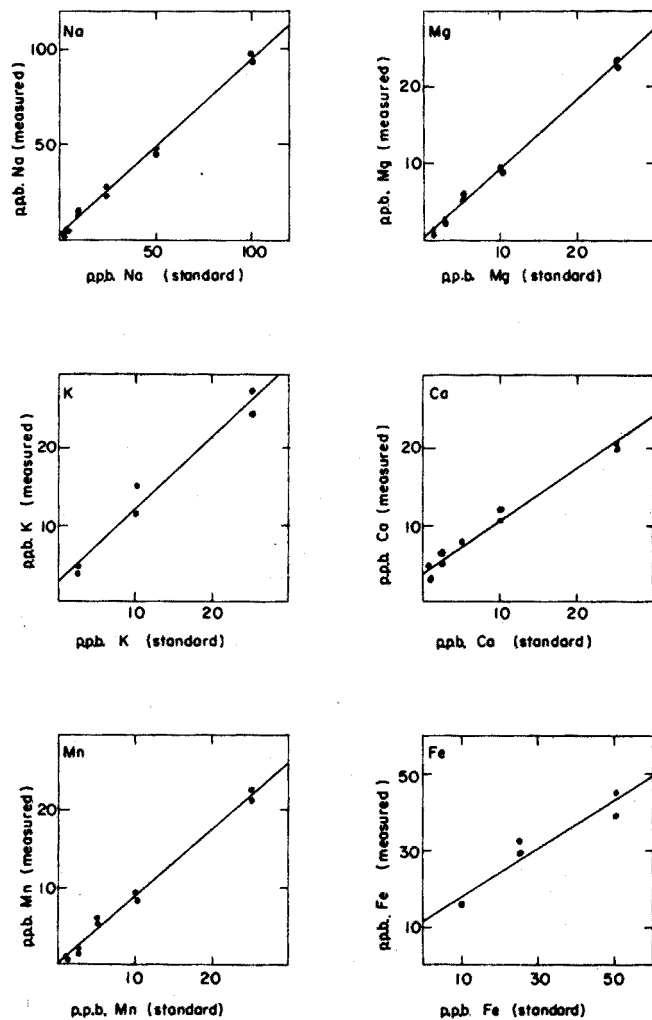 Na
100
50
p.p.b. Na (measured)
50
100
p.p.b. Na (standard)
Mg
20
10
p.p.b. Mg (measured)
10
20
p.p.b. Mg (standard)
K
20
10
p.p.b. K (measured)
10
20
p.p.b. K (standard)
Ca
20
10
p.p.b. Ca (measured)
10
20
p.p.b. Ca (standard)
Mn
20
10
p.p.b. Mn (measured)
10
20
p.p.b. Mn (standard)
Fe
50
30
10
p.p.b. Fe (measured)
10
30
50
p.p.b. Fe (standard)